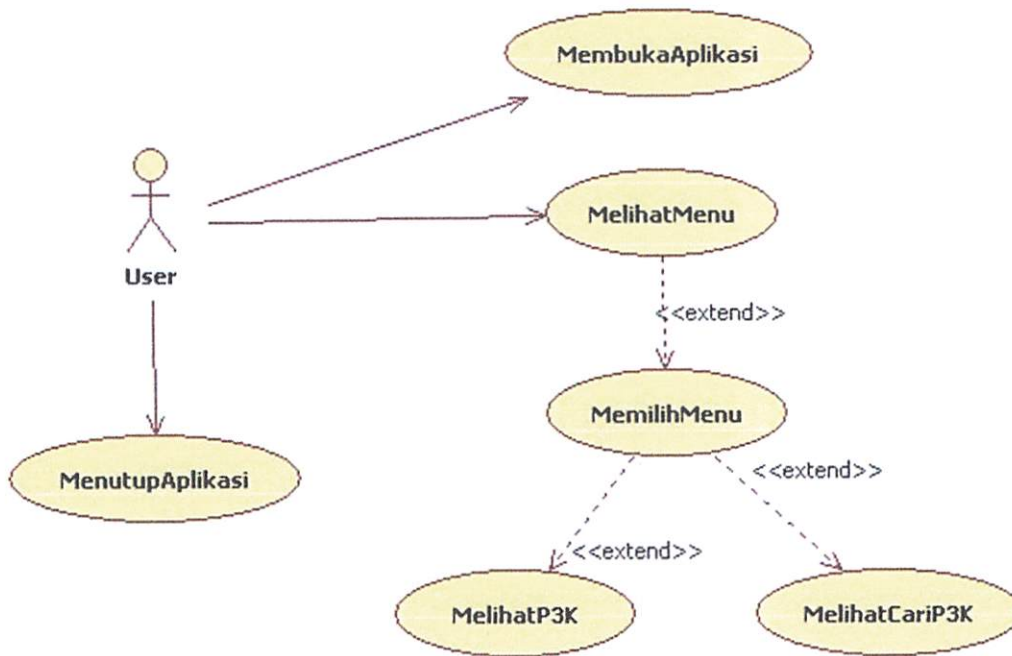 MembukaAplikasi
MelihatMenu
User
<<extend>>
MemilihMenu
MenutupAplikasi
<<extend>>
<<extend>>
MelihatP3K
MelihatCariP3K